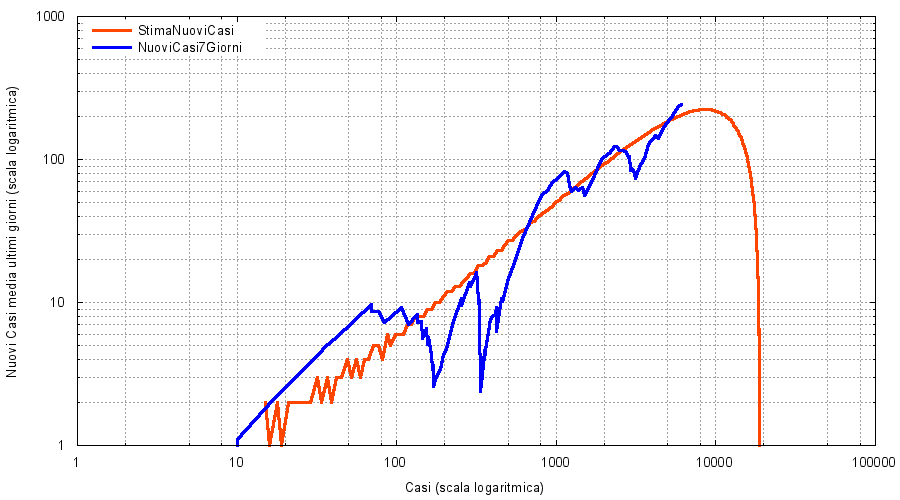 1000
StimaNuoviCasi
NuoviCasi7Giorni
100
10
1
Nuovi Casi media ultimi giorni (scala logaritmica)
1 10 100 1000 10000 100000
Casi (scala logaritmica)